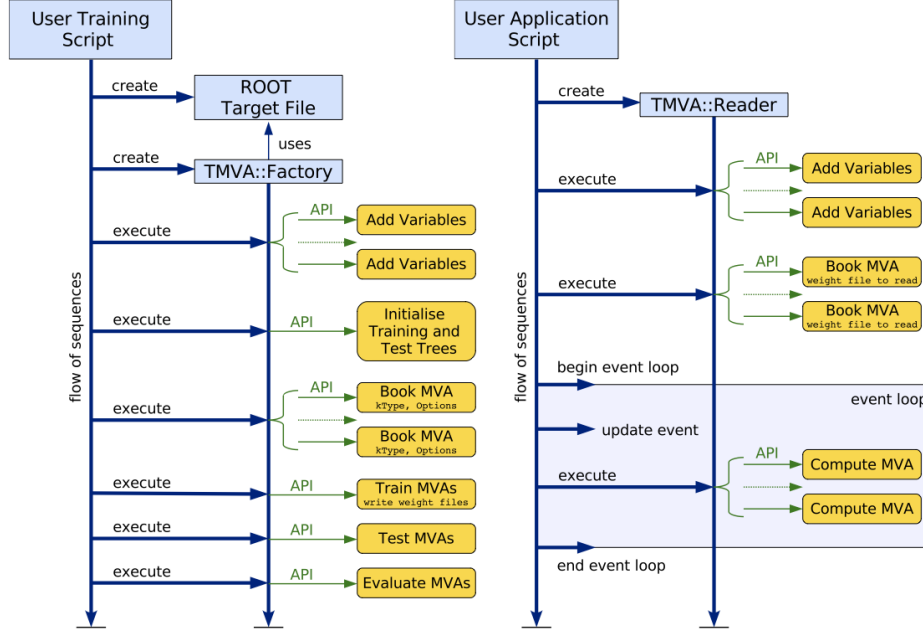 User Training
Script
create
ROOT
Target File
uses
create
TMVA::Factory
execute
API
Add Variables
Add Variables
flow of sequences
execute
API
Initialise
Training and
Test Trees
execute
API
Book MVA
kType, Options
Book MVA
kType, Options
execute
API
Train MVAs
write weight files
execute
API
Test MVAs
execute
API
Evaluate MVAs
User Application
Script
create
TMVA::Reader
execute
API
Add Variables
Add Variables
execute
API
Book MVA
weight file to read
Book MVA
weight file to read
flow of sequences
begin event loop
event loop
update event
execute
API
Compute MVA
Compute MVA
end event loop